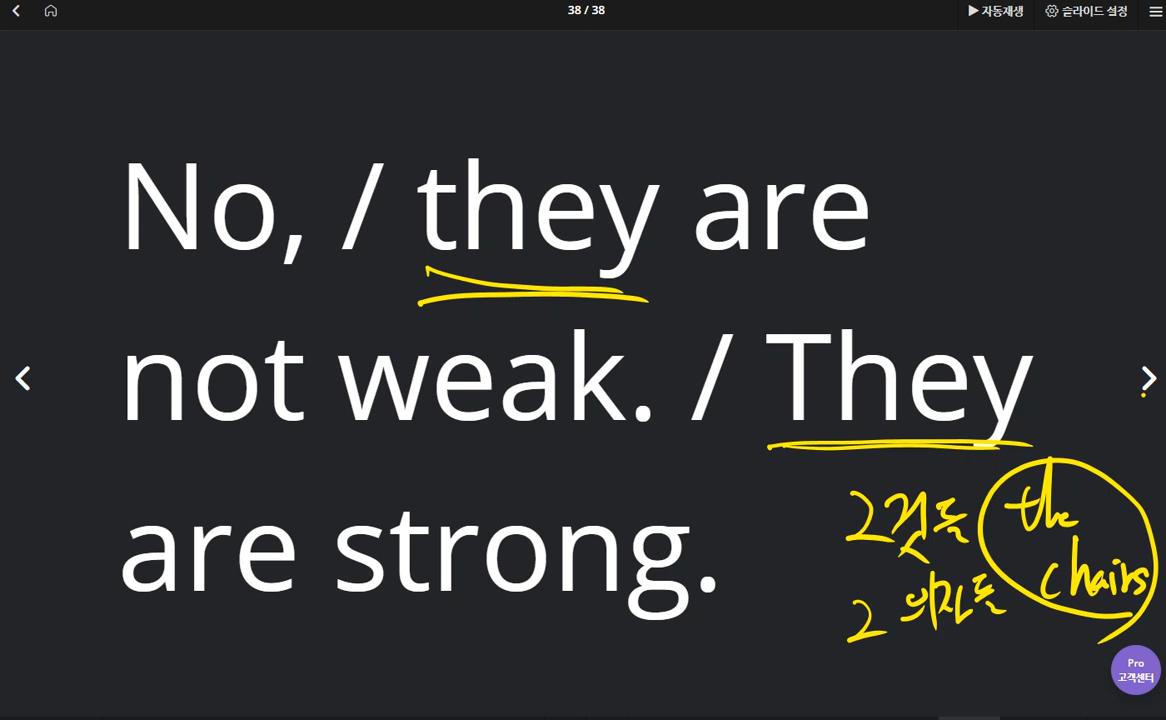 38 / 38
▶ 자동재생
슬라이드 설정
No, / they are
not weak. / They
are strong.
그것들
the
chairs
그 의자들
Pro
고객센터